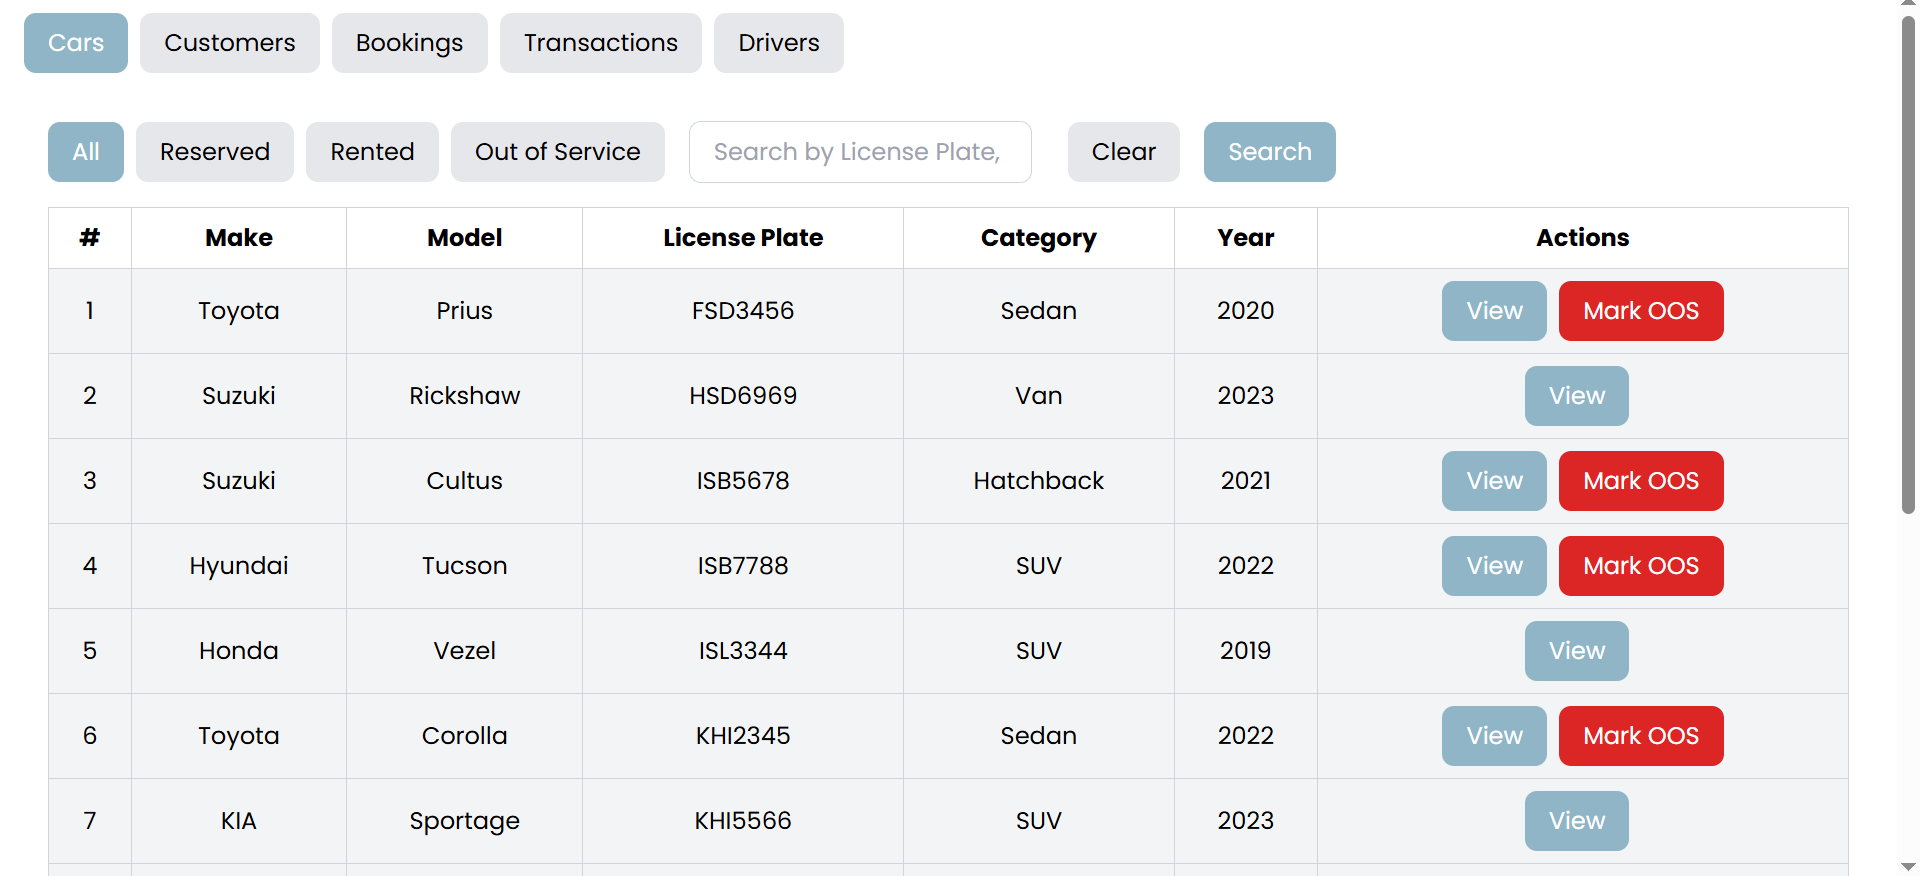 Cars Customers Bookings Transactions Drivers
All Reserved Rented Out of Service Search by License Plate, Clear Search
# Make Model License Plate Category Year Actions
1 Toyota Prius FSD3456 Sedan 2020 View Mark OOS
2 Suzuki Rickshaw HSD6969 Van 2023 View
3 Suzuki Cultus ISB5678 Hatchback 2021 View Mark OOS
4 Hyundai Tucson ISB7788 SUV 2022 View Mark OOS
5 Honda Vezel ISL3344 SUV 2019 View
6 Toyota Corolla KHI2345 Sedan 2022 View Mark OOS
7 KIA Sportage KHI5566 SUV 2023 View